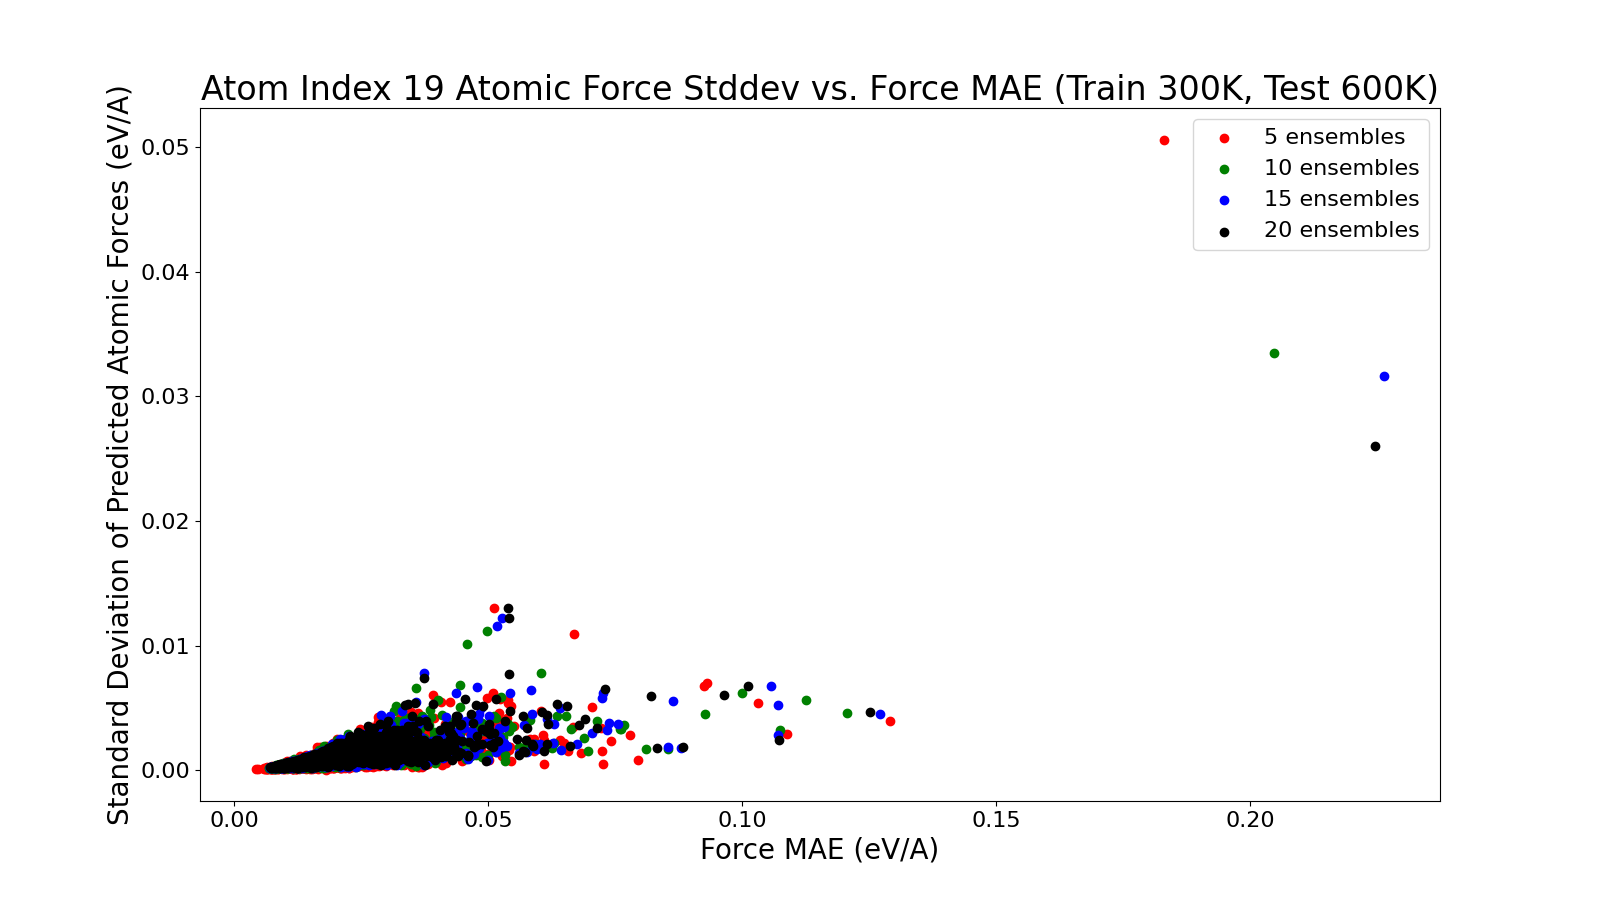 Atom Index 19 Atomic Force Stddev vs. Force MAE (Train 300K, Test 600K)
Standard Deviation of Predicted Atomic Forces (eV/A)
0.05
0.04
0.03
0.02
0.01
0.00
5 ensembles
10 ensembles
15 ensembles
20 ensembles
0.00 0.05 0.10 0.15 0.20
Force MAE (eV/A)